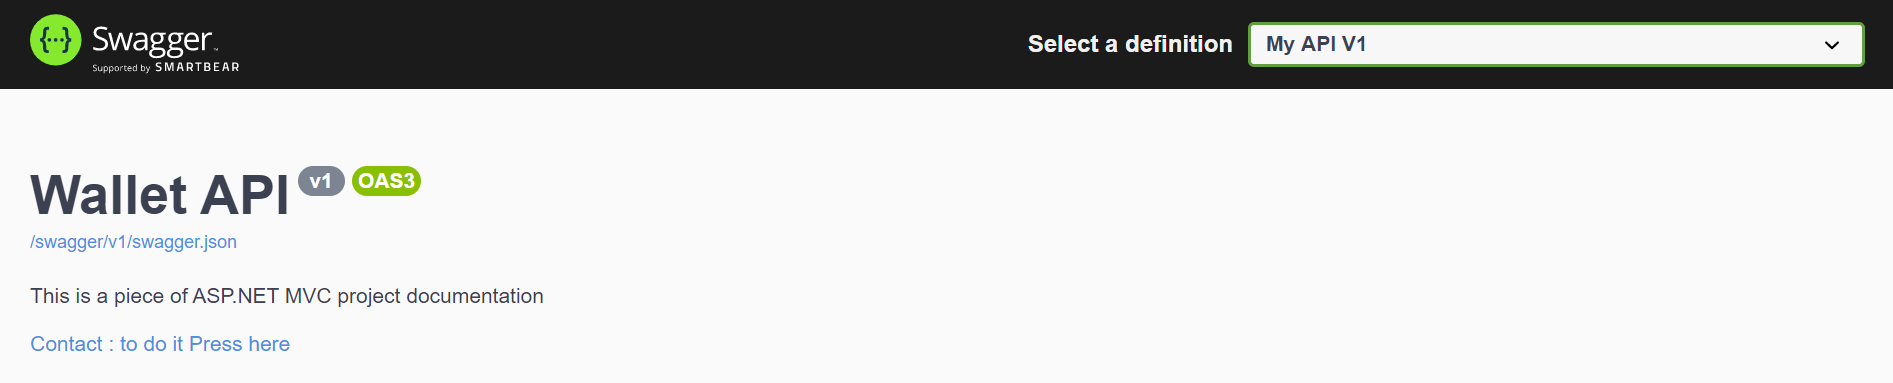 {···} Swagger™
Supported by SMARTBEAR
Select a definition My API V1
Wallet API v1 OAS3
/swagger/v1/swagger.json
This is a piece of ASP.NET MVC project documentation
Contact : to do it Press here